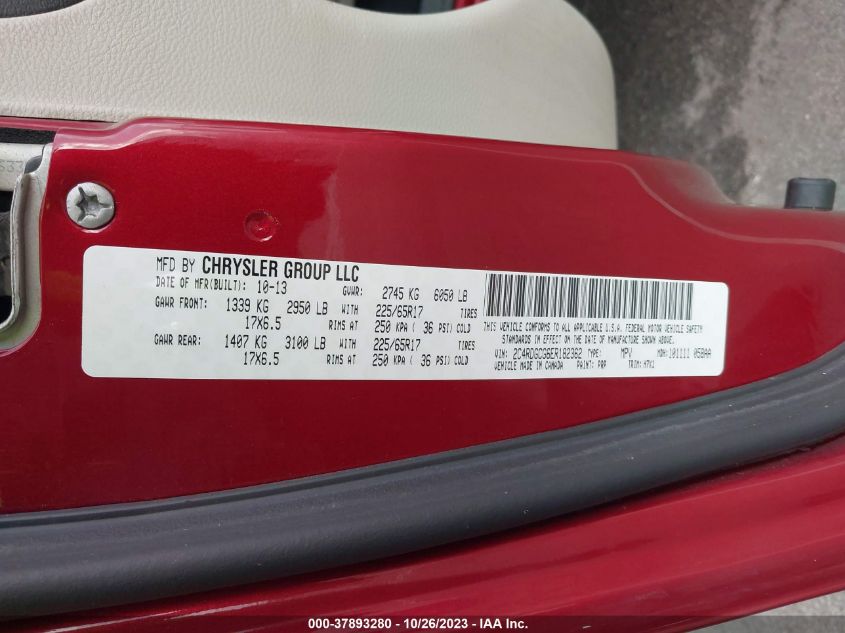 MFD BY CHRYSLER GROUP LLC
DATE OF MFR(BUILT): 10-13 GVWR: 2745 KG 6050 LB
GAWR FRONT: 1339 KG 2950 LB WITH 225/65R17 TIRES
17X6.5 RIMS AT 250 KPA ( 36 PSI) COLD
GAWR REAR: 1407 KG 3100 LB WITH 225/65R17 TIRES
17X6.5 RIMS AT 250 KPA ( 36 PSI) COLD
THIS VEHICLE CONFORMS TO ALL APPLICABLE U.S.A. FEDERAL MOTOR VEHICLE SAFETY
STANDARDS IN EFFECT ON THE DATE OF MANUFACTURE SHOWN ABOVE.
VIN: 2C4RDGCG6ER182362 TYPE: MPV MDH: 101111 058AA
VEHICLE MADE IN CANADA PAINT: PRP TRIM: M7X1
000-37893280 - 10/26/2023 - IAA Inc.